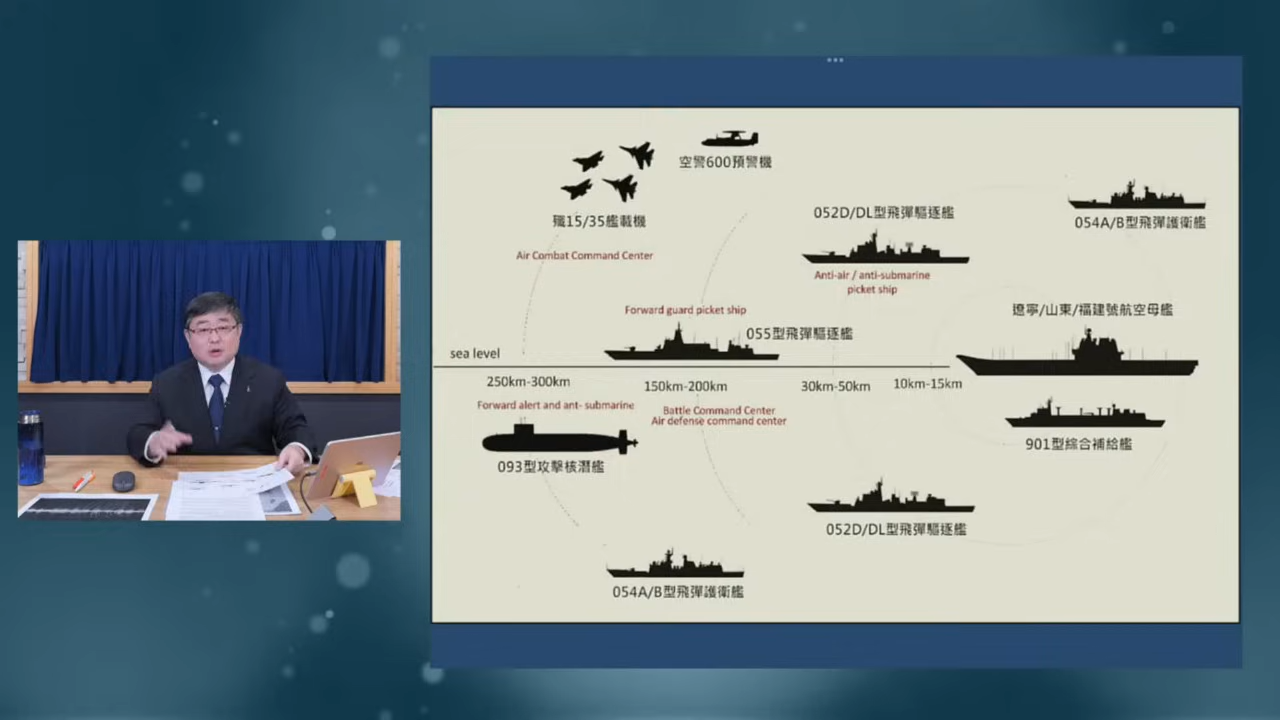 空警600預警機
殲15/35艦載機
052D/DL型飛彈驅逐艦
054A/B型飛彈護衛艦
Air Combat Command Center
Anti-air / anti-submarine
picket ship
Forward guard picket ship
055型飛彈驅逐艦
遼寧/山東/福建號航空母艦
sea level
250km-300km
150km-200km
30km-50km
10km-15km
Forward alert and ant- submarine
Battle Command Center
Air defense command center
093型攻擊核潛艦
901型綜合補給艦
052D/DL型飛彈驅逐艦
054A/B型飛彈護衛艦